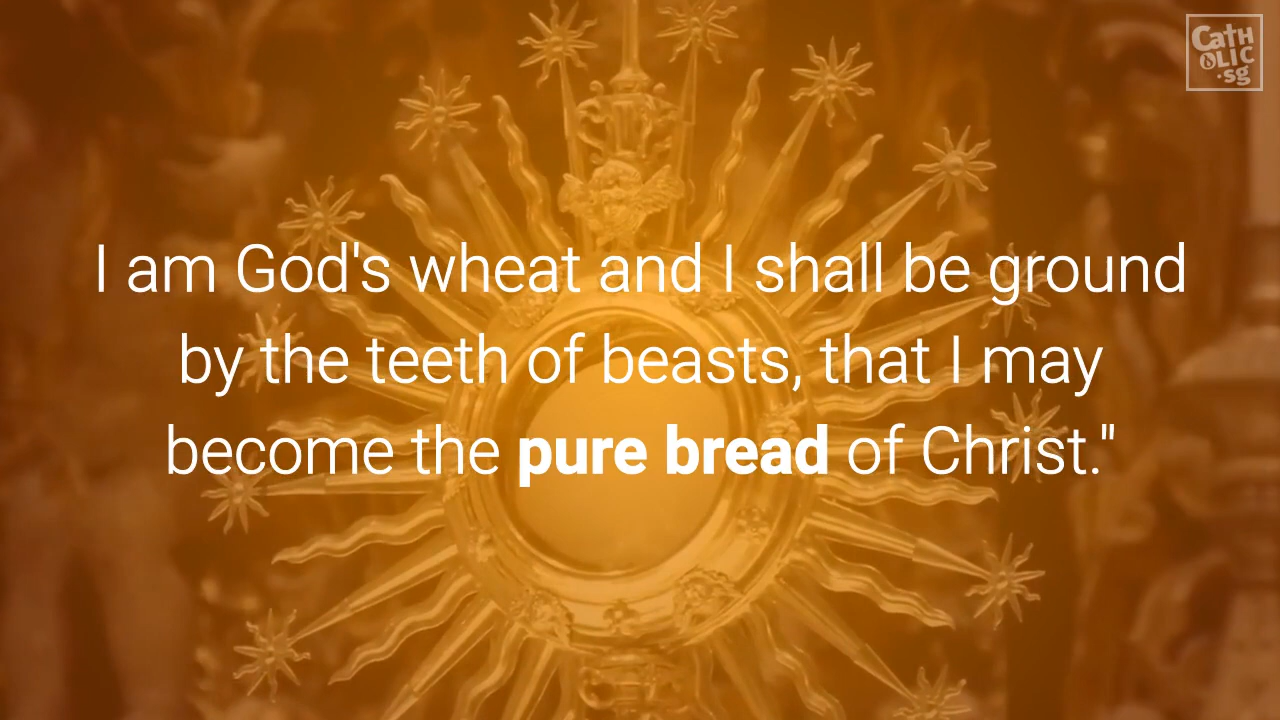 CatH
OLIC
.sg
I am God's wheat and I shall be ground
by the teeth of beasts, that I may
become the pure bread of Christ."